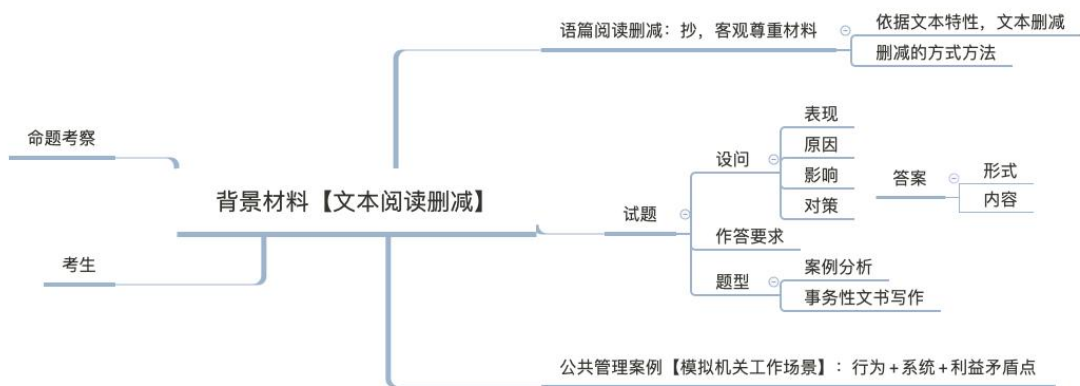 语篇阅读删减：抄，客观尊重材料
依据文本特性，文本删减
删减的方式方法
命题考察
背景材料【文本阅读删减】
考生
试题
设问
表现
原因
影响
对策
答案
形式
内容
作答要求
题型
案例分析
事务性文书写作
公共管理案例【模拟机关工作场景】：行为+系统+利益矛盾点